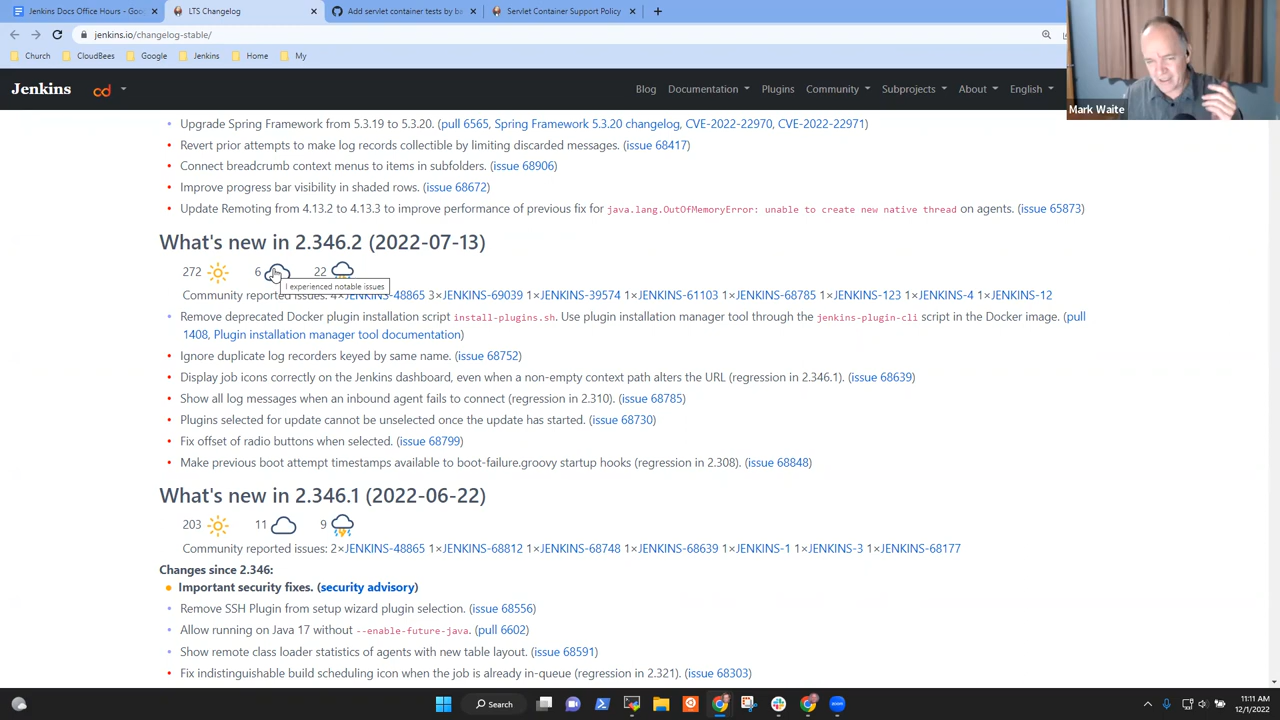 Jenkins Docs Office Hours - Goo
LTS Changelog
Add servlet container tests by ba
Servlet Container Support Policy
jenkins.io/changelog-stable/
Church
CloudBees
Google
Jenkins
Home
My
Jenkins
cd
Blog
Documentation
Plugins
Community
Subprojects
About
English
Mark Waite
Upgrade Spring Framework from 5.3.19 to 5.3.20. (pull 6565, Spring Framework 5.3.20 changelog, CVE-2022-22970, CVE-2022-22971)
Revert prior attempts to make log records collectible by limiting discarded messages. (issue 68417)
Connect breadcrumb context menus to items in subfolders. (issue 68906)
Improve progress bar visibility in shaded rows. (issue 68672)
Update Remoting from 4.13.2 to 4.13.3 to improve performance of previous fix for java.lang.OutOfMemoryError: unable to create new native thread on agents. (issue 65873)
What's new in 2.346.2 (2022-07-13)
272 6 22
I experienced notable issues
Community reported issues: 4×JENKINS-48865 3×JENKINS-69039 1×JENKINS-39574 1×JENKINS-61103 1×JENKINS-68785 1×JENKINS-123 1×JENKINS-4 1×JENKINS-12
Remove deprecated Docker plugin installation script install-plugins.sh. Use plugin installation manager tool through the jenkins-plugin-cli script in the Docker image. (pull
1408, Plugin installation manager tool documentation)
Ignore duplicate log recorders keyed by same name. (issue 68752)
Display job icons correctly on the Jenkins dashboard, even when a non-empty context path alters the URL (regression in 2.346.1). (issue 68639)
Show all log messages when an inbound agent fails to connect (regression in 2.310). (issue 68785)
Plugins selected for update cannot be unselected once the update has started. (issue 68730)
Fix offset of radio buttons when selected. (issue 68799)
Make previous boot attempt timestamps available to boot-failure.groovy startup hooks (regression in 2.308). (issue 68848)
What's new in 2.346.1 (2022-06-22)
203 11 9
Community reported issues: 2×JENKINS-48865 1×JENKINS-68812 1×JENKINS-68748 1×JENKINS-68639 1×JENKINS-1 1×JENKINS-3 1×JENKINS-68177
Changes since 2.346:
Important security fixes. (security advisory)
Remove SSH Plugin from setup wizard plugin selection. (issue 68556)
Allow running on Java 17 without --enable-future-java. (pull 6602)
Show remote class loader statistics of agents with new table layout. (issue 68591)
Fix indistinguishable build scheduling icon when the job is already in-queue (regression in 2.321). (issue 68303)
Search
11:11 AM
12/1/2022